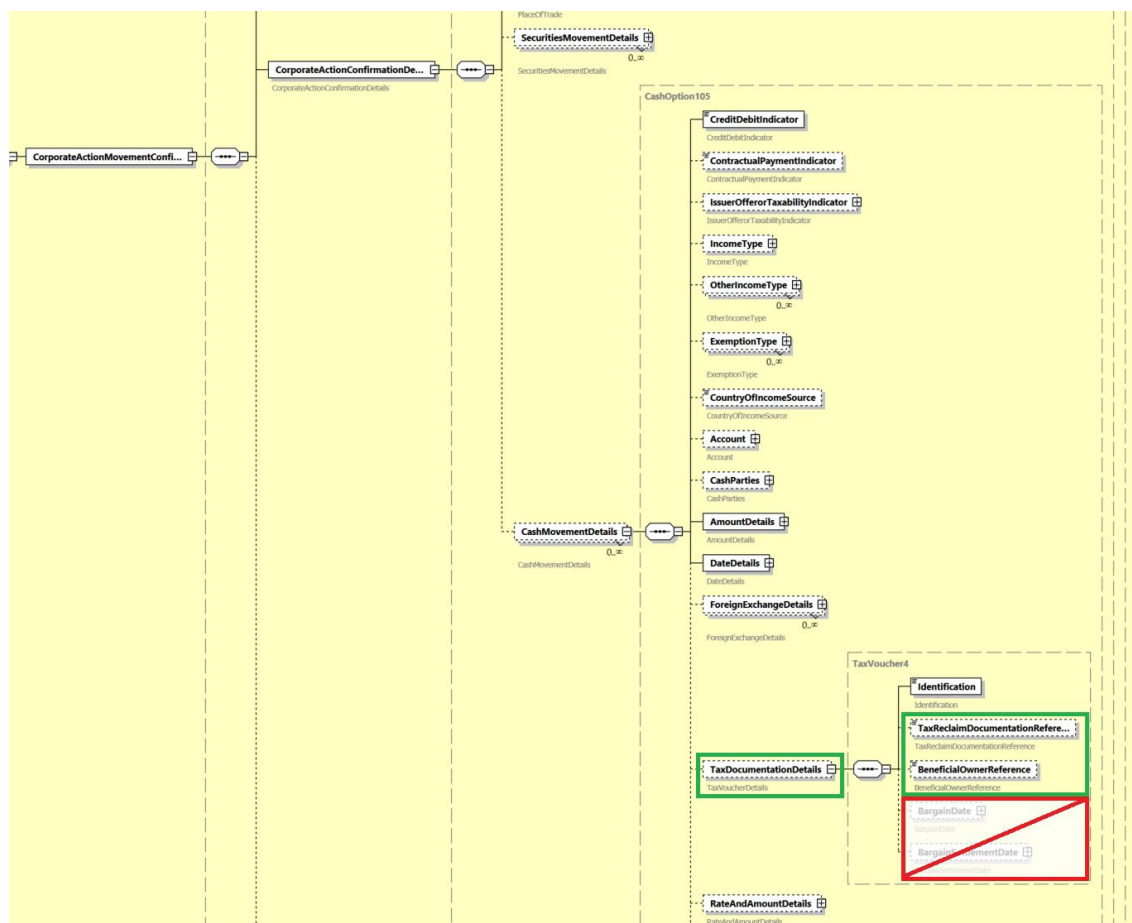 PlaceOfTrade
SecuritiesMovementDetails
0..∞
SecuritiesMovementDetails
CorporateActionConfirmationDe...
CorporateActionConfirmationDetails
CorporateActionMovementConfi...
CashOption105
CreditDebitIndicator
CreditDebitIndicator
ContractualPaymentIndicator
ContractualPaymentIndicator
IssuerOfferorTaxabilityIndicator
IssuerOfferorTaxabilityIndicator
IncomeType
IncomeType
OtherIncomeType
0..∞
OtherIncomeType
ExemptionType
0..∞
ExemptionType
CountryOfIncomeSource
CountryOfIncomeSource
Account
Account
CashParties
CashParties
CashMovementDetails
0..∞
CashMovementDetails
AmountDetails
AmountDetails
DateDetails
DateDetails
ForeignExchangeDetails
0..∞
ForeignExchangeDetails
TaxVoucher4
Identification
Identification
TaxReclaimDocumentationRefere...
TaxReclaimDocumentationReference
TaxDocumentationDetails
TaxVoucherDetails
BeneficialOwnerReference
BeneficialOwnerReference
BargainDate
BargainDate
BargainSettlementDate
RateAndAmountDetails
RateAndAmountDetails